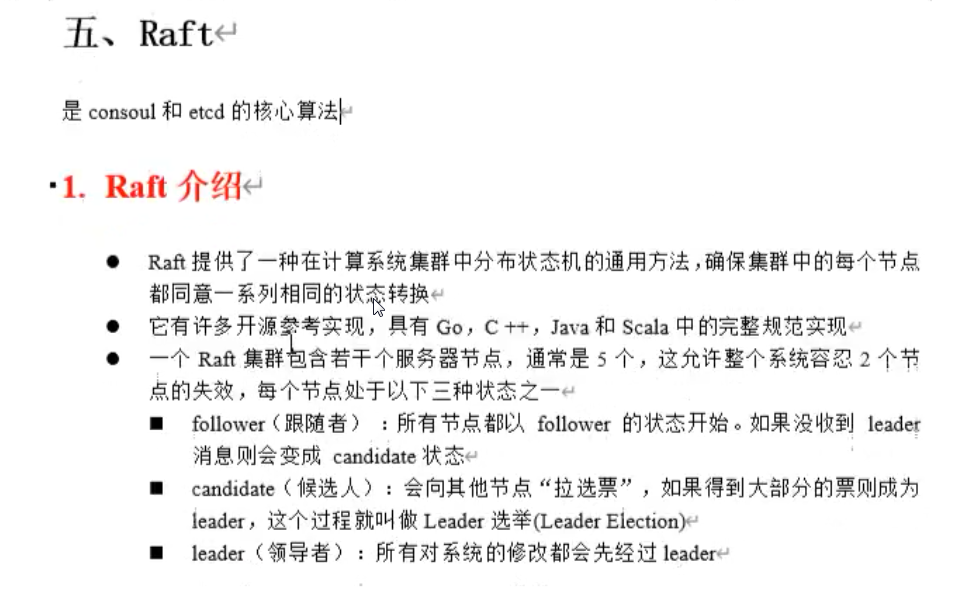 五、Raft
是 consoul 和 etcd 的核心算法
1. Raft 介绍
● Raft 提供了一种在计算系统集群中分布状态机的通用方法,确保集群中的每个节点
都同意一系列相同的状态转换
● 它有许多开源参考实现，具有 Go，C ++，Java 和 Scala 中的完整规范实现
● 一个 Raft 集群包含若干个服务器节点，通常是 5 个，这允许整个系统容忍 2 个节
点的失效，每个节点处于以下三种状态之一
■ follower（跟随者）：所有节点都以 follower 的状态开始。如果没收到 leader
消息则会变成 candidate 状态
■ candidate（候选人）：会向其他节点“拉选票”，如果得到大部分的票则成为
leader，这个过程就叫做 Leader 选举(Leader Election)
■ leader（领导者）：所有对系统的修改都会先经过 leader